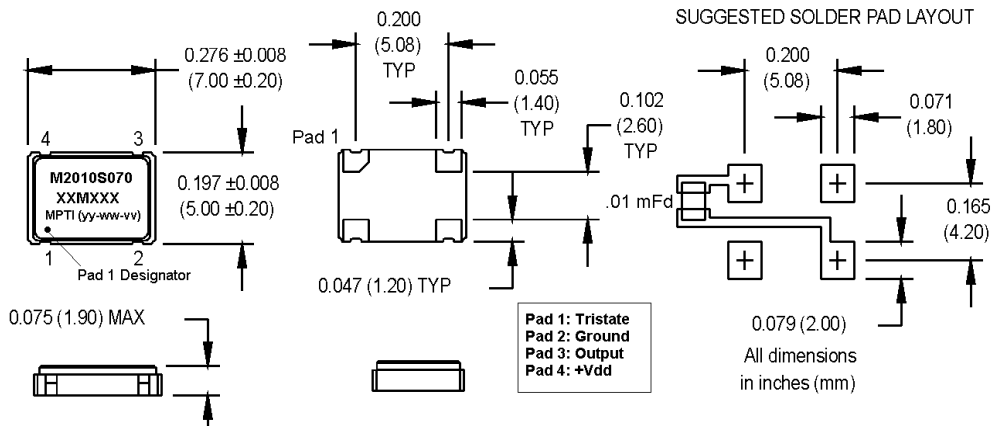 0.276 ±0.008
(7.00 ±0.20)
4
3
M2010S070
XXMXXX
MPTI (yy-ww-vv)
1
2
Pad 1 Designator
0.197 ±0.008
(5.00 ±0.20)
0.075 (1.90) MAX
0.200
(5.08)
TYP
0.055
(1.40)
TYP
Pad 1
0.102
(2.60)
TYP
0.047 (1.20) TYP
Pad 1: Tristate
Pad 2: Ground
Pad 3: Output
Pad 4: +Vdd
SUGGESTED SOLDER PAD LAYOUT
0.200
(5.08)
0.071
(1.80)
.01 mFd
0.165
(4.20)
0.079 (2.00)
All dimensions
in inches (mm)